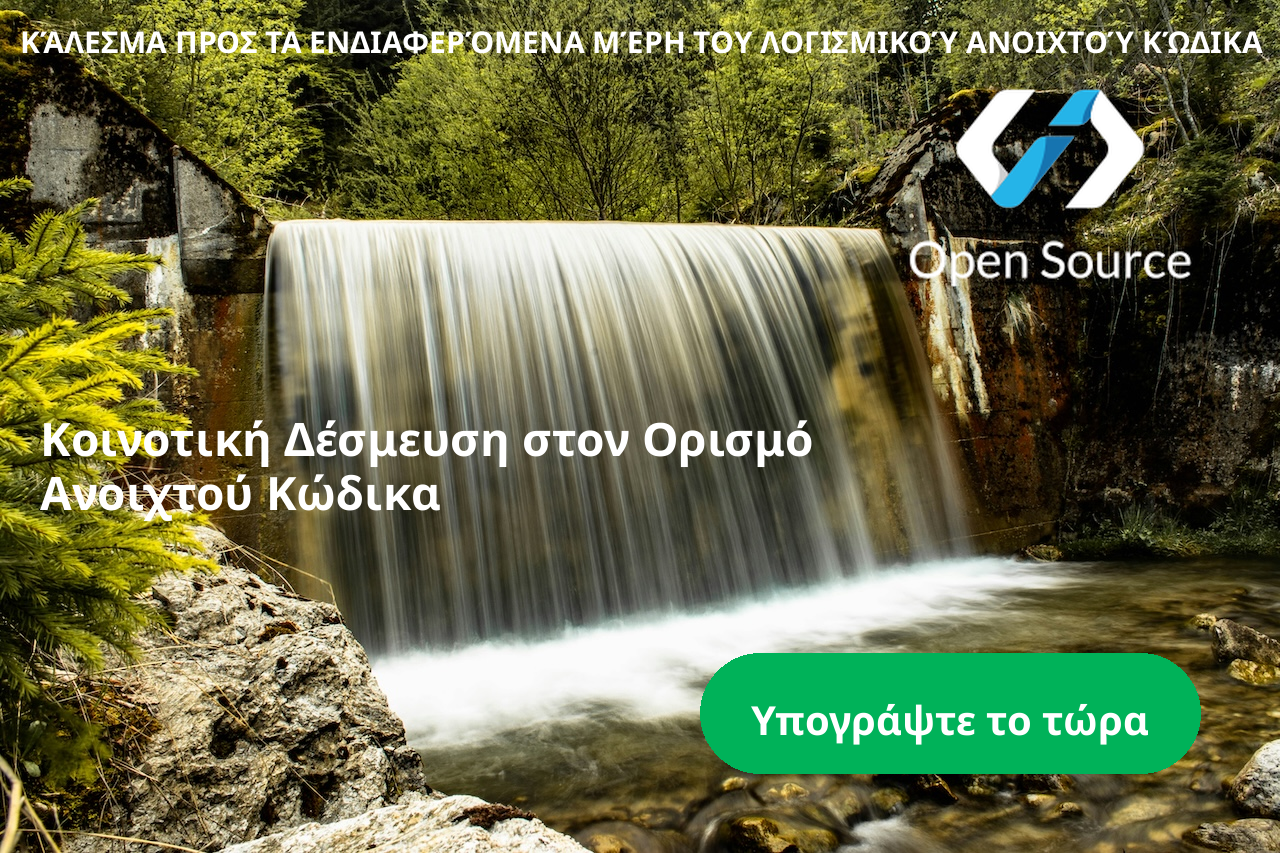 ΚΆΛΕΣΜΑ ΠΡΟΣ ΤΑ ΕΝΔΙΑΦΕΡΌΜΕΝΑ ΜΈΡΗ ΤΟΥ ΛΟΓΙΣΜΙΚΟΎ ΑΝΟΙΧΤΟΎ ΚΏΔΙΚΑ
Open Source
Κοινοτική Δέσμευση στον Ορισμό
Ανοιχτού Κώδικα
Υπογράψτε το τώρα